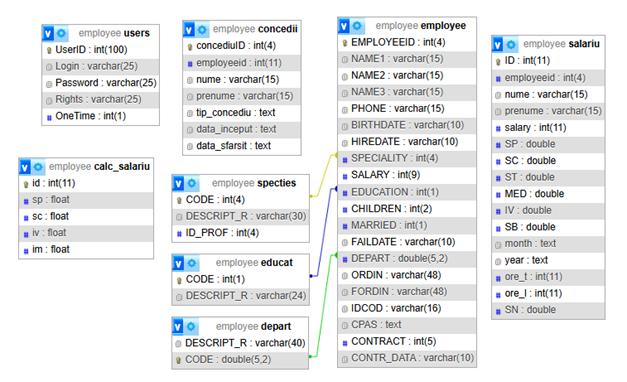 employee users
UserID : int(100)
Login : varchar(25)
Password : varchar(25)
Rights : varchar(25)
OneTime : int(1)
employee concedii
concediuID : int(4)
employeeid : int(11)
nume : varchar(15)
prenume : varchar(15)
tip_concediu : text
data_inceput : text
data_sfarsit : text
employee employee
EMPLOYEEID : int(4)
NAME1 : varchar(15)
NAME2 : varchar(15)
NAME3 : varchar(15)
PHONE : varchar(15)
BIRTHDATE : varchar(10)
HIREDATE : varchar(10)
SPECIALITY : int(4)
SALARY : int(9)
EDUCATION : int(1)
CHILDREN : int(2)
MARRIED : int(1)
FAILDATE : varchar(10)
DEPART : double(5,2)
ORDIN : varchar(48)
FORDIN : varchar(48)
IDCOD : varchar(16)
CPAS : text
CONTRACT : int(5)
CONTR_DATA : varchar(10)
employee salariu
ID : int(11)
employeeid : int(4)
nume : varchar(15)
prenume : varchar(15)
salary : int(11)
SP : double
SC : double
ST : double
MED : double
IV : double
SB : double
month : text
year : text
ore_t : int(11)
ore_l : int(11)
SN : double
employee calc_salariu
id : int(11)
sp : float
sc : float
iv : float
im : float
employee specties
CODE : int(4)
DESCRIPT_R : varchar(30)
ID_PROF : int(4)
employee educat
CODE : int(1)
DESCRIPT_R : varchar(24)
employee depart
DESCRIPT_R : varchar(40)
CODE : double(5,2)